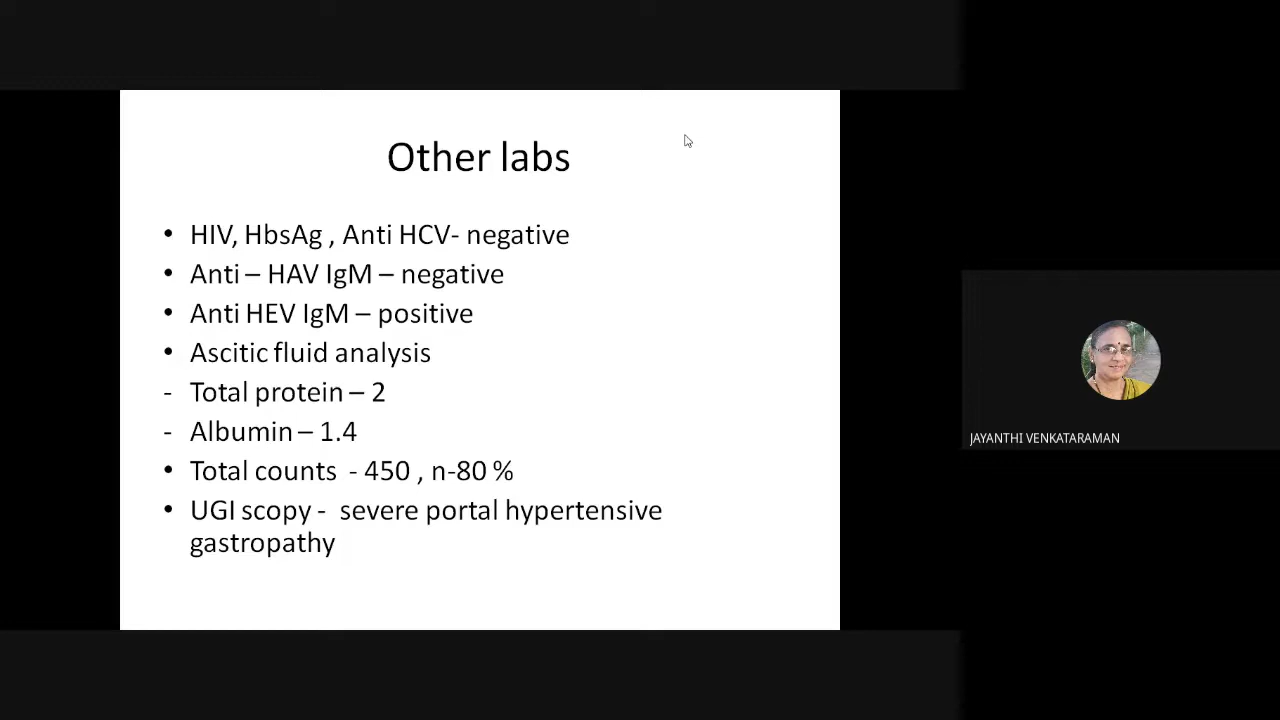 Other labs
• HIV, HbsAg , Anti HCV- negative
• Anti – HAV IgM – negative
• Anti HEV IgM – positive
• Ascitic fluid analysis
- Total protein – 2
- Albumin – 1.4
• Total counts - 450 , n-80 %
• UGI scopy - severe portal hypertensive
gastropathy
JAYANTHI VENKATARAMAN